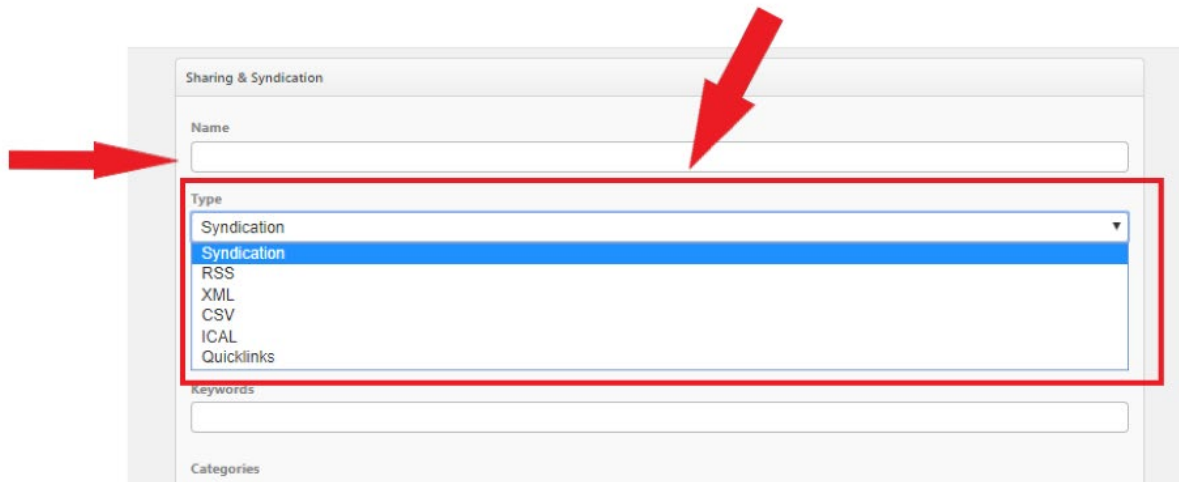 Sharing & Syndication
Name
Type
Syndication
Syndication
RSS
XML
CSV
ICAL
Quicklinks
Keywords
Categories